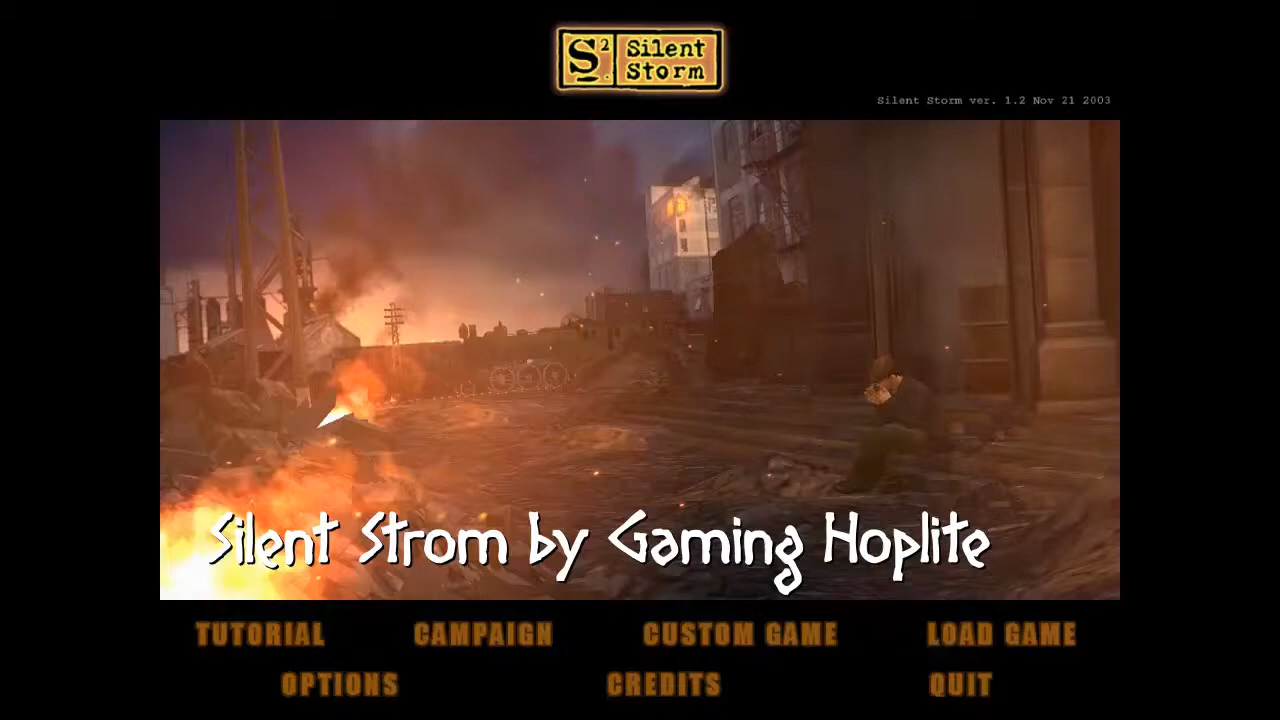 S² Silent
Storm
Silent Storm ver. 1.2 Nov 21 2003
Silent Strom by Gaming Hoplite
TUTORIAL CAMPAIGN CUSTOM GAME LOAD GAME
OPTIONS CREDITS QUIT